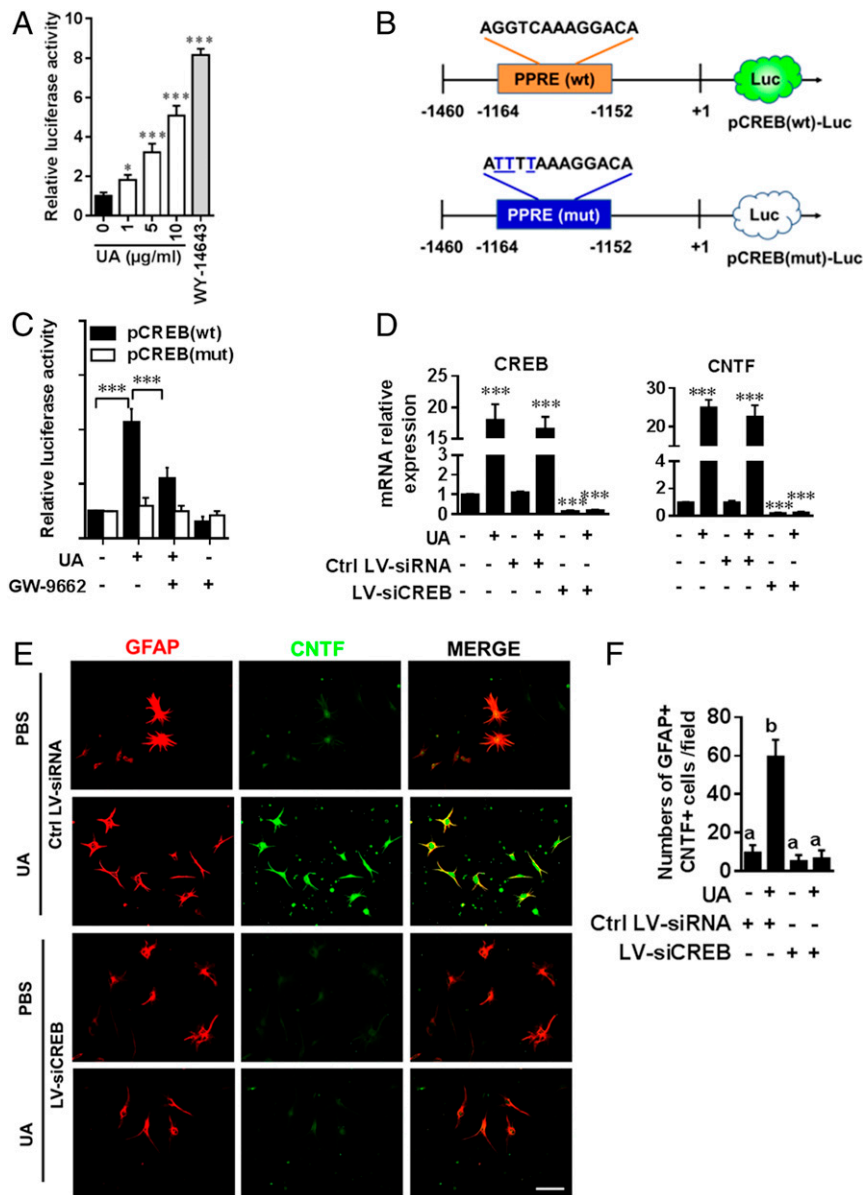 A
Relative luciferase activity
10
8
6
4
2
0
*
***
***
***
0
1
5
10
WY-14643
UA (µg/ml)
B
AGGTCAAAGGACA
PPRE (wt)
Luc
-1460
-1164
-1152
+1
pCREB(wt)-Luc
ATTTTAAAGGACA
PPRE (mut)
Luc
-1460
-1164
-1152
+1
pCREB(mut)-Luc
C
Relative luciferase activity
pCREB(wt)
pCREB(mut)
***
***
UA - + + -
GW-9662 - - + +
D
CREB
mRNA relative
expression
25
20
15
10
2
1
0
***
***
***
***
UA - + - + - +
Ctrl LV-siRNA - - + + - -
LV-siCREB - - - - + +
CNTF
30
20
10
4
2
0
***
***
***
***
- + - + - +
- - + + - -
- - - - + +
E
GFAP CNTF MERGE
Ctrl LV-siRNA
PBS
UA
LV-siCREB
PBS
UA
F
Numbers of GFAP+
CNTF+ cells /field
80
60
40
20
0
a
b
a
a
UA - + - +
Ctrl LV-siRNA + + - -
LV-siCREB - - + +